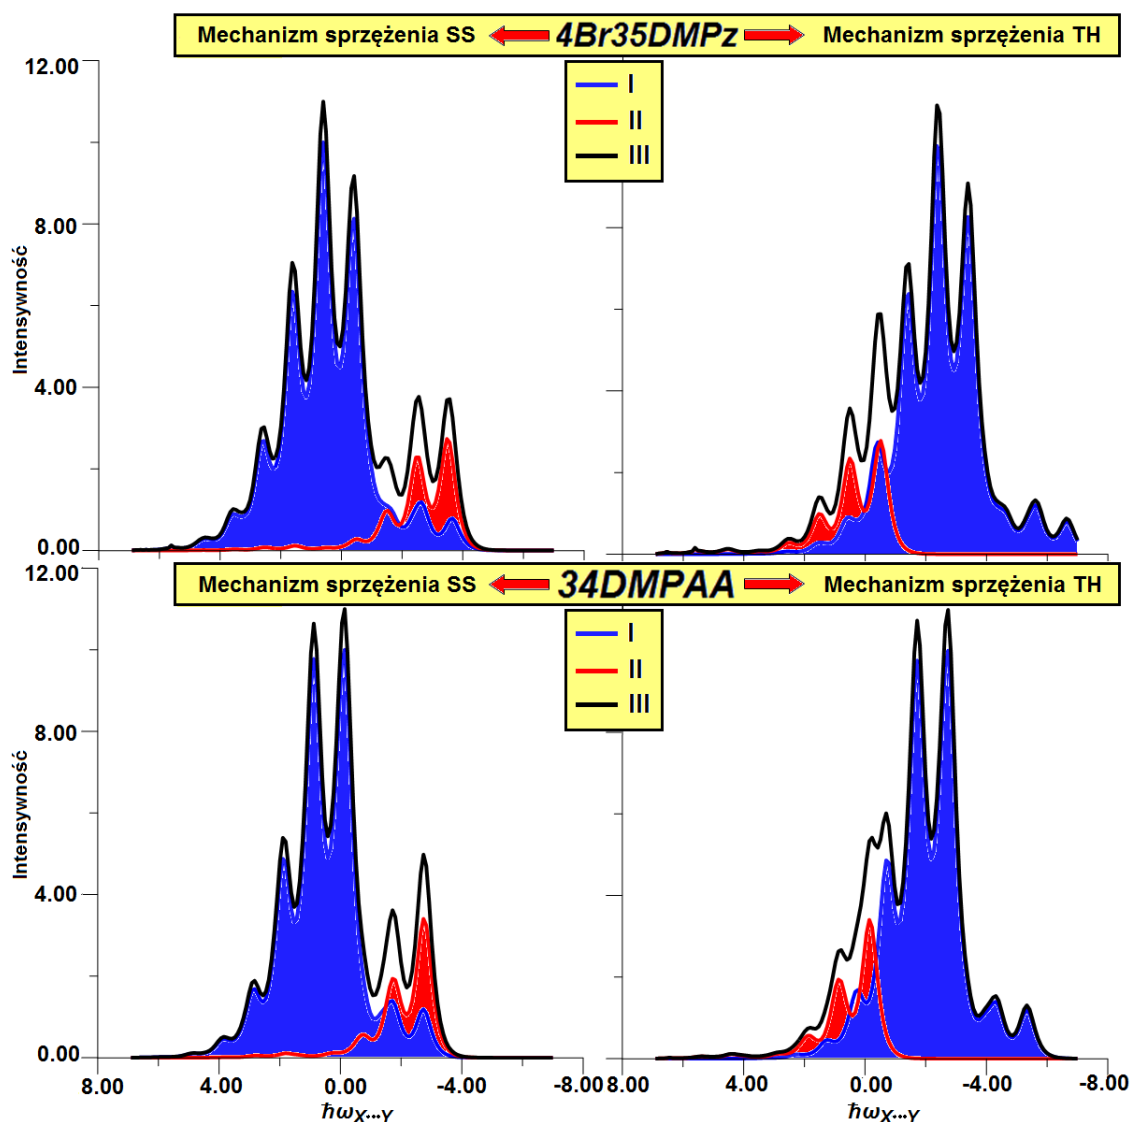 Mechanizm sprzężenia SS 4Br35DMPz Mechanizm sprzężenia TH
I
II
III
12.00
8.00
4.00
0.00
Intensywność
Mechanizm sprzężenia SS 34DMPAA Mechanizm sprzężenia TH
I
II
III
12.00
8.00
4.00
0.00
Intensywność
8.00 4.00 0.00 -4.00 -8.00 8.00 4.00 0.00 -4.00 -8.00
ħωX...Y ħωX...Y